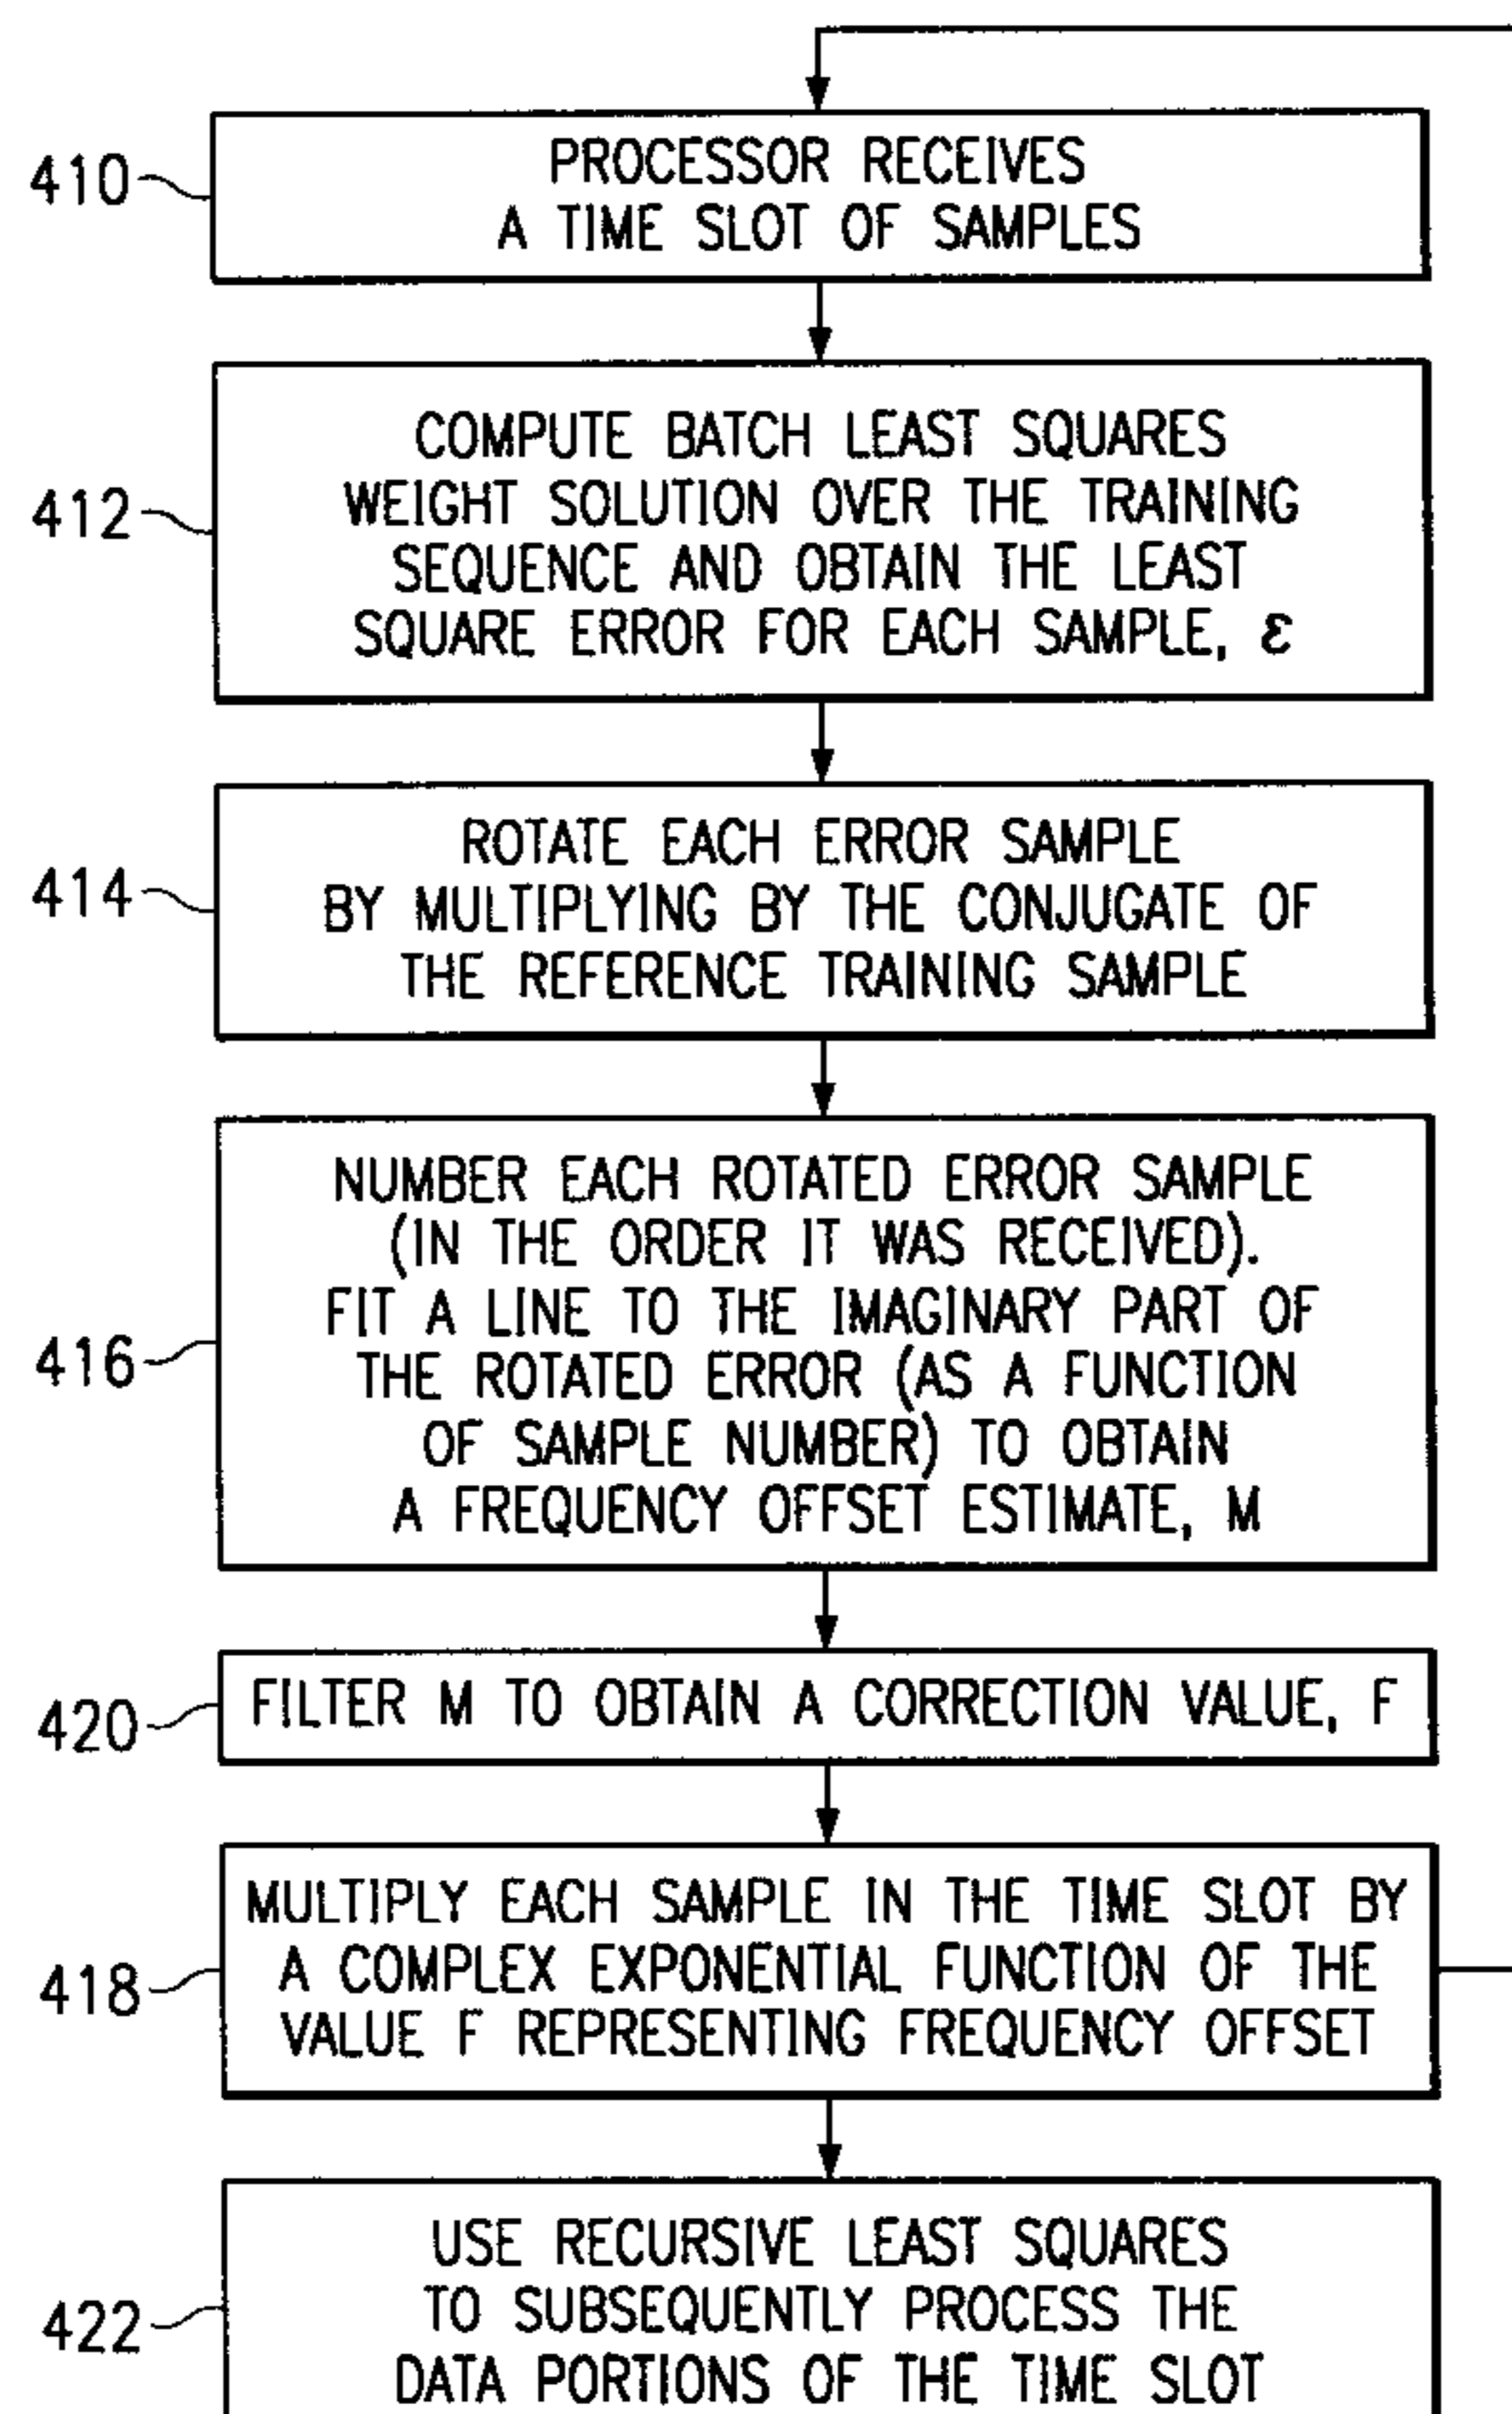 410
PROCESSOR RECEIVES
A TIME SLOT OF SAMPLES
412
COMPUTE BATCH LEAST SQUARES
WEIGHT SOLUTION OVER THE TRAINING
SEQUENCE AND OBTAIN THE LEAST
SQUARE ERROR FOR EACH SAMPLE, ε
414
ROTATE EACH ERROR SAMPLE
BY MULTIPLYING BY THE CONJUGATE OF
THE REFERENCE TRAINING SAMPLE
416
NUMBER EACH ROTATED ERROR SAMPLE
(IN THE ORDER IT WAS RECEIVED).
FIT A LINE TO THE IMAGINARY PART OF
THE ROTATED ERROR (AS A FUNCTION
OF SAMPLE NUMBER) TO OBTAIN
A FREQUENCY OFFSET ESTIMATE, M
420
FILTER M TO OBTAIN A CORRECTION VALUE, F
418
MULTIPLY EACH SAMPLE IN THE TIME SLOT BY
A COMPLEX EXPONENTIAL FUNCTION OF THE
VALUE F REPRESENTING FREQUENCY OFFSET
422
USE RECURSIVE LEAST SQUARES
TO SUBSEQUENTLY PROCESS THE
DATA PORTIONS OF THE TIME SLOT